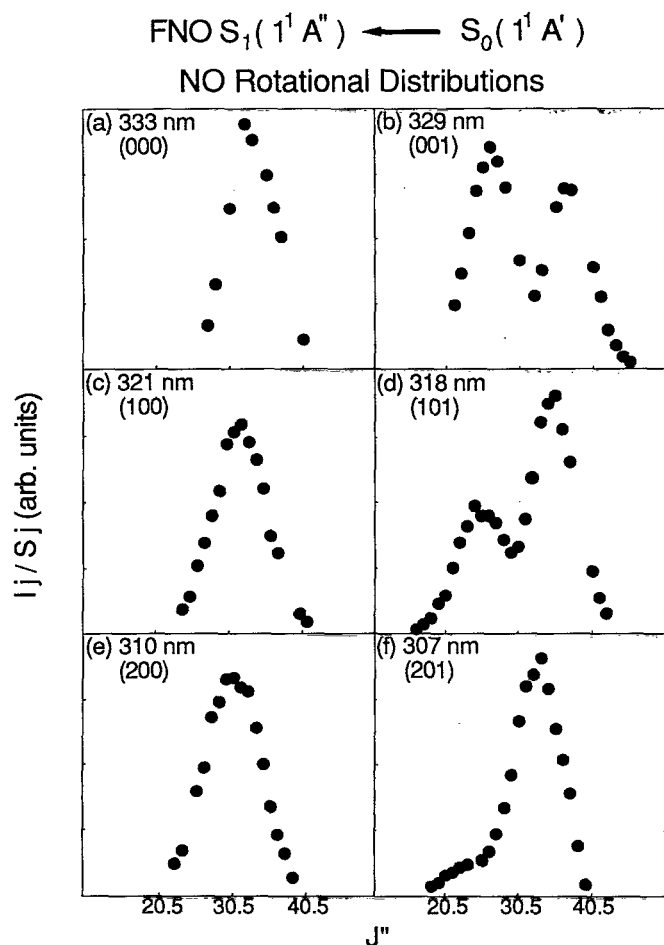 FNO S₁( 1¹ A″ ) ← S₀( 1¹ A′ )
NO Rotational Distributions
(a) 333 nm
(000)
(b) 329 nm
(001)
(c) 321 nm
(100)
(d) 318 nm
(101)
(e) 310 nm
(200)
(f) 307 nm
(201)
I j / S j (arb. units)
20.5 30.5 40.5 20.5 30.5 40.5
J"